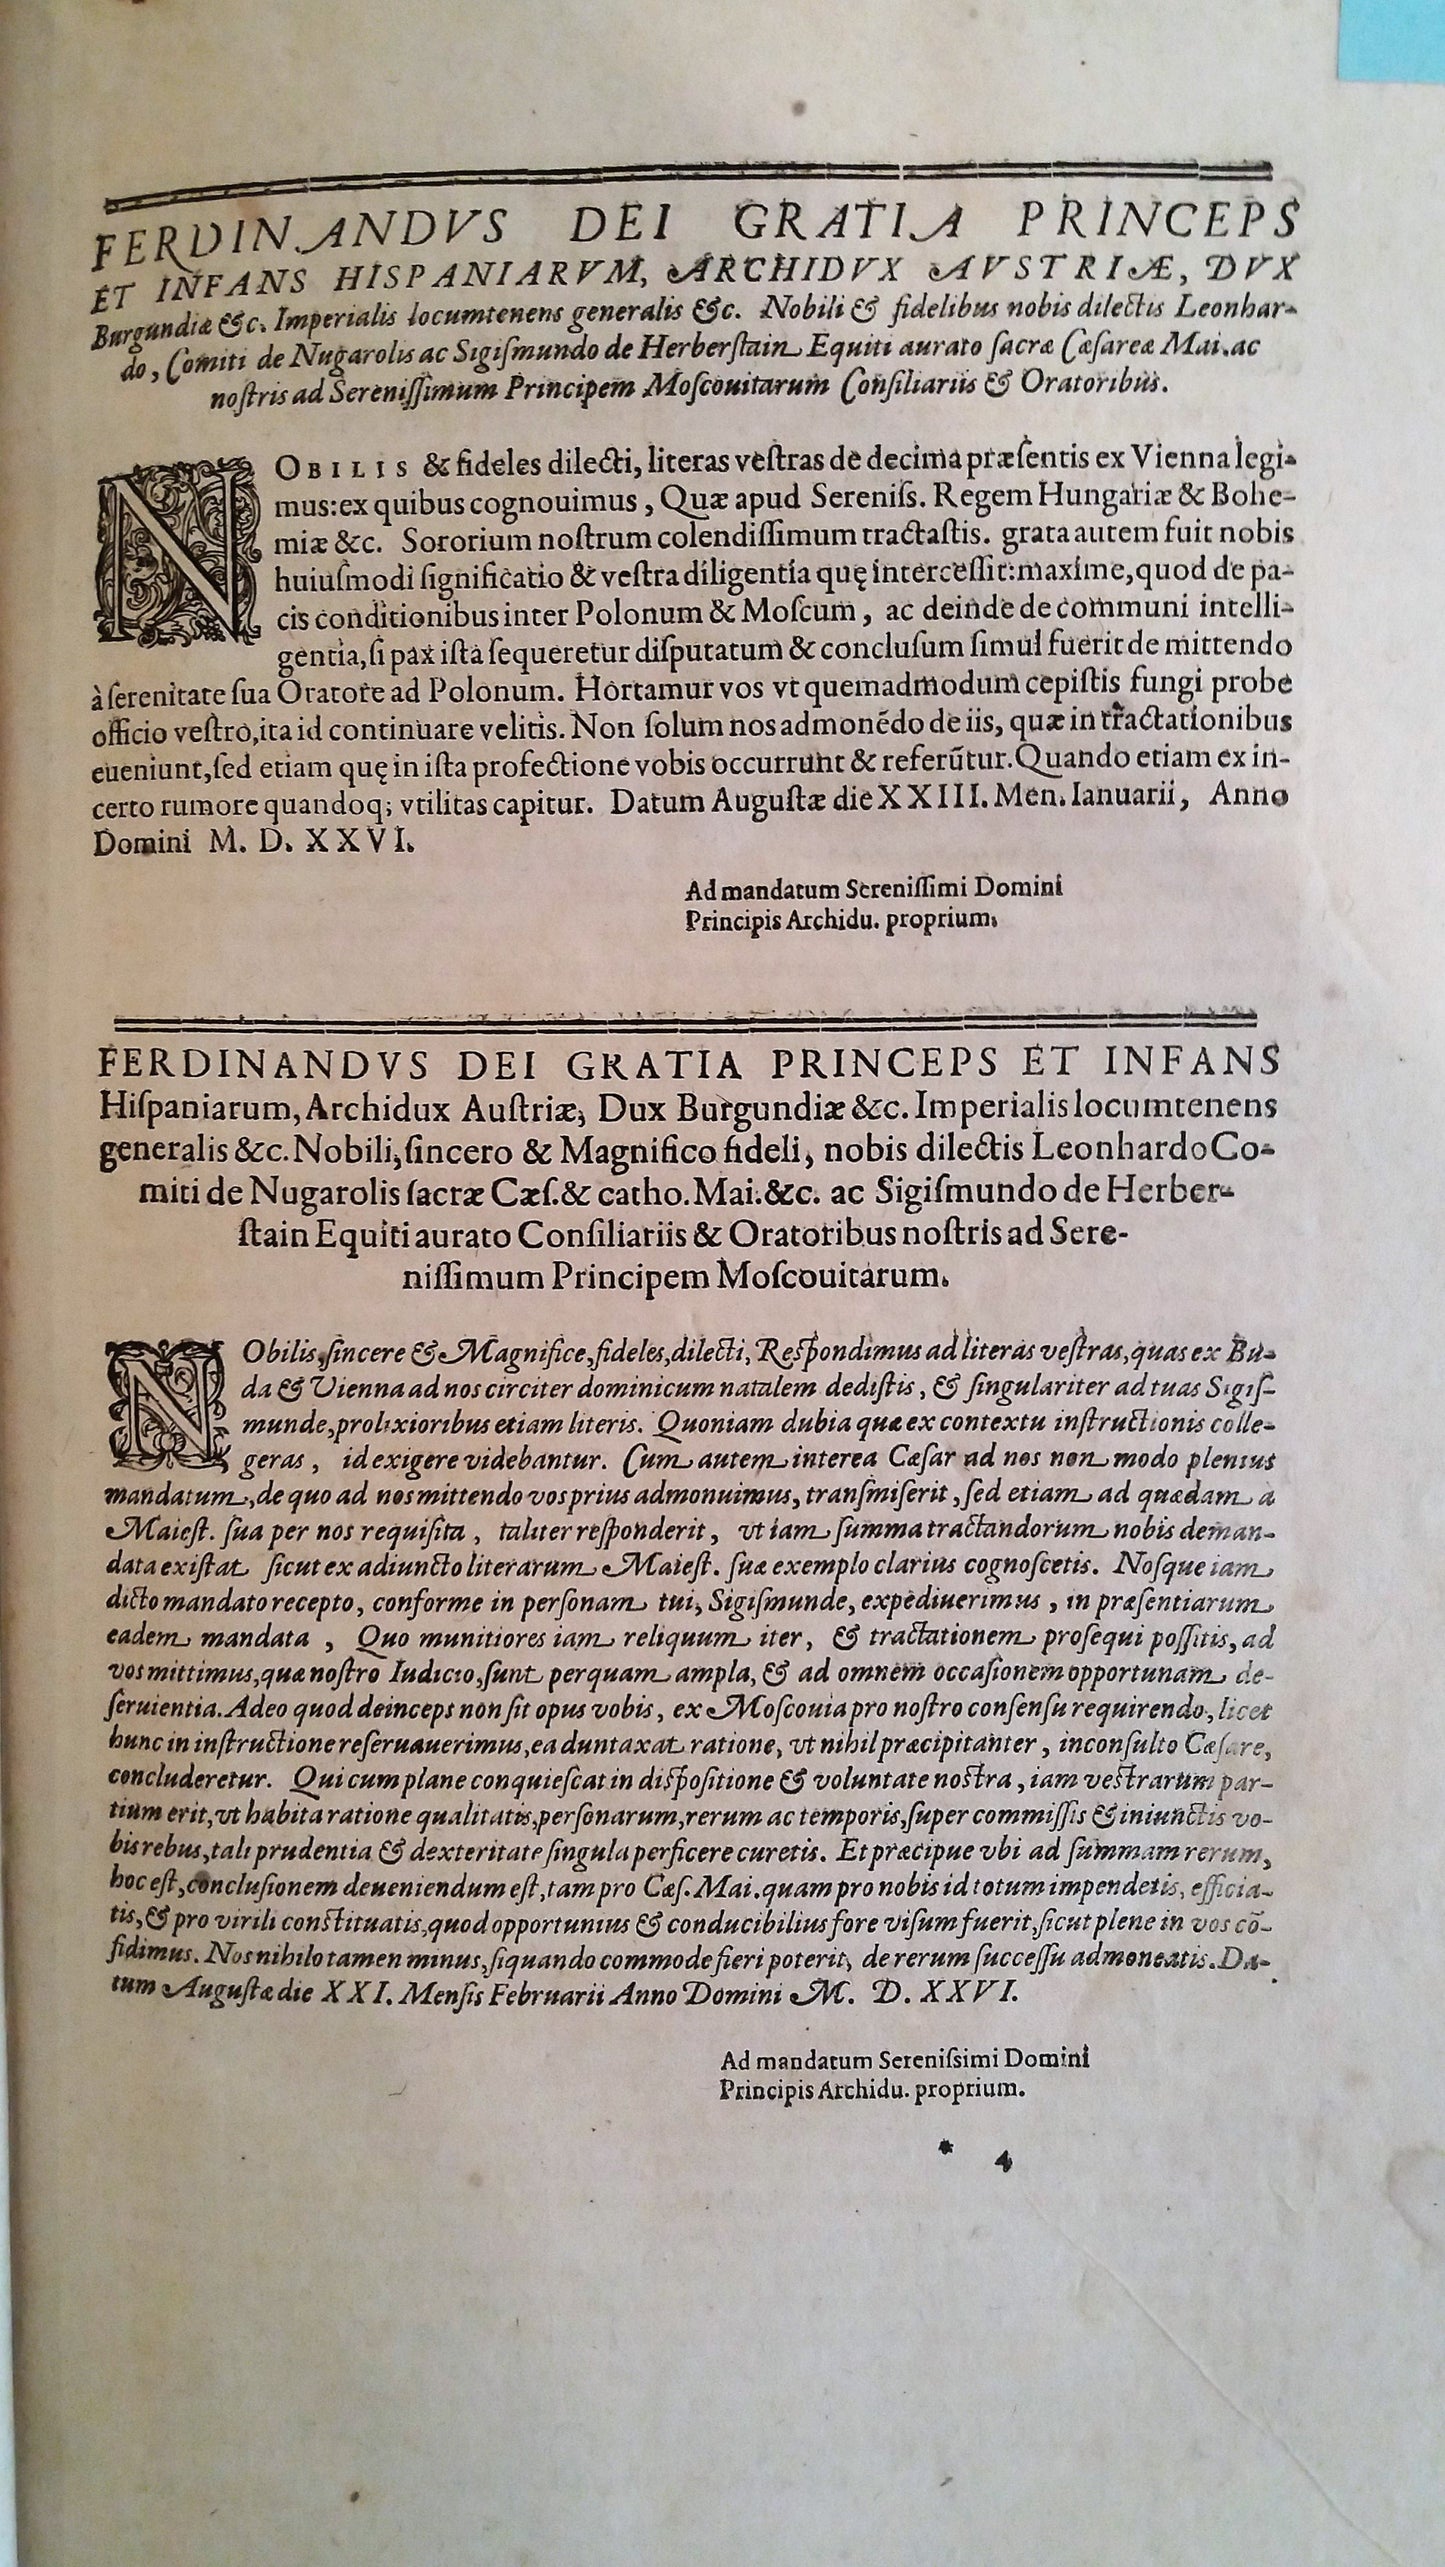 FERDINANDVS DEI GRATIA PRINCEPS
ET INFANS HISPANIARVM, ARCHIDVX AVSTRIÆ, DVX
Burgundiæ &c. Imperialis locumtenens generalis &c. Nobili & fidelibus nobis dilectis Leonhar-
do, Comiti de Nugarolis ac Sigiſmundo de Herberſtain Equiti aurato ſacræ Cæſareæ Mai. ac
noſtris ad Sereniſſimum Principem Moſcouitarum Conſiliariis & Oratoribus.
NOBILIS & fideles dilecti, literas veſtras de decima præſentis ex Vienna legi-
mus: ex quibus cognouimus, Quæ apud Sereniſs. Regem Hungariæ & Bohe-
miæ &c. Sororium noſtrum colendiſſimum tractaſtis. grata autem fuit nobis
huiuſmodi ſignificatio & veſtra diligentia quę interceſſit: maxime, quod de pa-
cis conditionibus inter Polonum & Moſcum, ac deinde de communi intelli-
gentia, ſi pax iſta ſequeretur diſputatum & concluſum ſimul fuerit de mittendo
à ſerenitate ſua Oratore ad Polonum. Hortamur vos vt quemadmodum cepiſtis fungi probe
officio veſtro, ita id continuare velitis. Non ſolum nos admonēdo de iis, quæ in tractationibus
eueniunt, ſed etiam quę in iſta profectione vobis occurrunt & referūtur. Quando etiam ex in-
certo rumore quandoq; vtilitas capitur. Datum Auguſtæ die XXIII. Men. Ianuarii, Anno
Domini M. D. XXVI.
Ad mandatum Sereniſſimi Domini
Principis Archidu. proprium.
FERDINANDVS DEI GRATIA PRINCEPS ET INFANS
Hiſpaniarum, Archidux Auſtriæ, Dux Burgundiæ &c. Imperialis locumtenens
generalis &c. Nobili, ſincero & Magnifico fideli, nobis dilectis Leonhardo Co-
miti de Nugarolis ſacræ Cæſ. & catho. Mai. &c. ac Sigiſmundo de Herber-
ſtain Equiti aurato Conſiliariis & Oratoribus noſtris ad Sere-
niſſimum Principem Moſcouitarum.
NObilis, ſincere & Magnifice, fideles, dilecti, Reſpondimus ad literas veſtras, quas ex Bu-
da & Vienna ad nos circiter dominicum natalem dediſtis, & ſingulariter ad tuas Sigiſ-
munde, prolixioribus etiam literis. Quoniam dubia quæ ex contextu inſtructionis colle-
geras, id exigere videbantur. Cum autem interea Cæſar ad nos non modo plenius
mandatum, de quo ad nos mittendo vos prius admonuimus, tranſmiſerit, ſed etiam ad quædam a
Maieſt. ſua per nos requiſita, taliter reſponderit, vt iam ſumma tractandorum nobis deman-
data exiſtat ſicut ex adiuncto literarum Maieſt. ſuæ exemplo clarius cognoſcetis. Noſque iam
dicto mandato recepto, conforme in perſonam tui, Sigiſmunde, expediuerimus, in præſentiarum
eadem mandata, Quo munitiores iam reliquum iter, & tractationem proſequi poſſitis, ad
vos mittimus, quæ noſtro Iudicio, ſunt perquam ampla, & ad omnem occaſionem opportunam de-
ſeruientia. Adeo quod deinceps non ſit opus vobis, ex Moſcouia pro noſtro conſenſu requirendo, licet
hunc in inſtructione reſeruauerimus, ea duntaxat ratione, vt nihil præcipitanter, inconſulto Cæſare,
concluderetur. Qui cum plane conquieſcat in diſpoſitione & voluntate noſtra, iam veſtrarum par-
tium erit, vt habita ratione qualitatis, perſonarum, rerum ac temporis, ſuper commiſſis & iniunctis vo-
bis rebus, tali prudentia & dexteritate ſingula perficere curetis. Et præcipue vbi ad ſummam rerum,
hoc eſt, concluſionem deueniendum eſt, tam pro Cæſ. Mai. quam pro nobis id totum impendetis, efficia-
tis, & pro virili conſtituatis, quod opportunius & conducibilius fore viſum fuerit, ſicut plene in vos cō-
fidimus. Nos nihilo tamen minus, ſiquando commode fieri poterit, de rerum ſucceſſu admoneatis. Da-
tum Auguſtæ die XXI. Menſis Februarii Anno Domini M. D. XXVI.
Ad mandatum Sereniſsimi Domini
Principis Archidu. proprium.
* 4